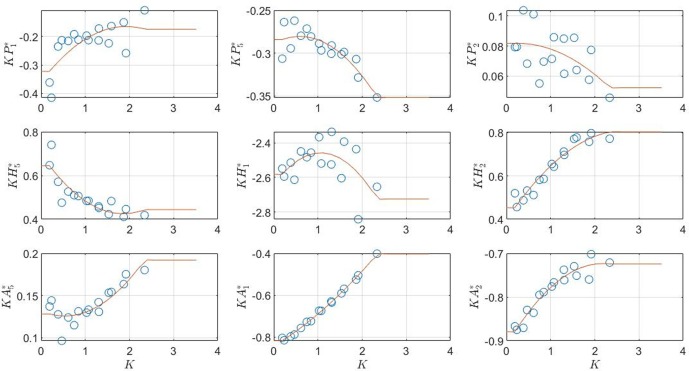 KP₁* -0.2 -0.3 -0.4 0 1 2 3 4
KP₅* -0.25 -0.3 -0.35 0 1 2 3 4
KP₂* 0.1 0.08 0.06 0 1 2 3 4
KH₅* 0.8 0.6 0.4 0 1 2 3 4
KH₁* -2.4 -2.6 -2.8 0 1 2 3 4
KH₂* 0.8 0.6 0.4 0 1 2 3 4
KA₅* 0.2 0.15 0.1 0 1 2 3 4
K
KA₁* -0.4 -0.6 -0.8 0 1 2 3 4
K
KA₂* -0.7 -0.8 -0.9 0 1 2 3 4
K